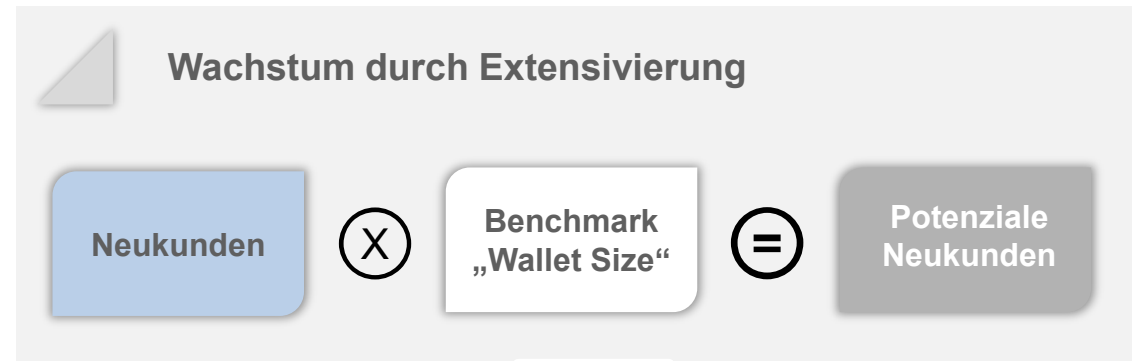 Wachstum durch Extensivierung
Neukunden
X
Benchmark
„Wallet Size“
=
Potenziale
Neukunden